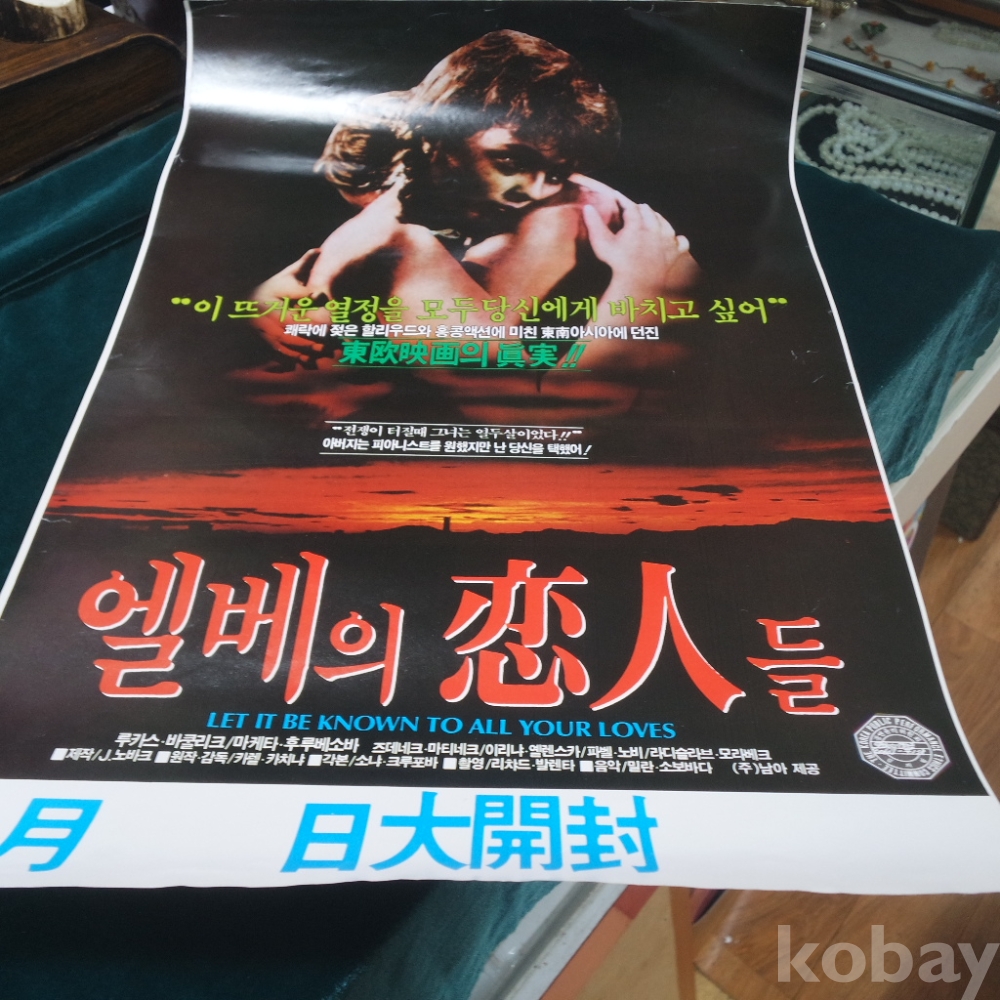 "이 뜨거운 열정을 모두 당신에게 바치고 싶어"
쾌락에 젖은 할리우드와 홍콩액션에 미친 東南아시아에 던진
東欧映画의 眞実!!
"전쟁이 터질때 그녀는 열두살이었다!!"
아버지는 피아니스트를 원했지만 난 당신을 택했어!
엘베의 恋人들
LET IT BE KNOWN TO ALL YOUR LOVES
루카스·바쿨리크/마케타·후루베소바 즈데네크·마티네크/이리나·엘렌스카/파벨·노비/라디슬라브·모리베크
■제작/J.노바크 ■원작·감독/카렐·카치냐 ■각본/소냐·크루포바 ■촬영/리챠드·발렌타 ■音악/밀란·소보바다 (주)남아 제공
月 日大開封
kobay